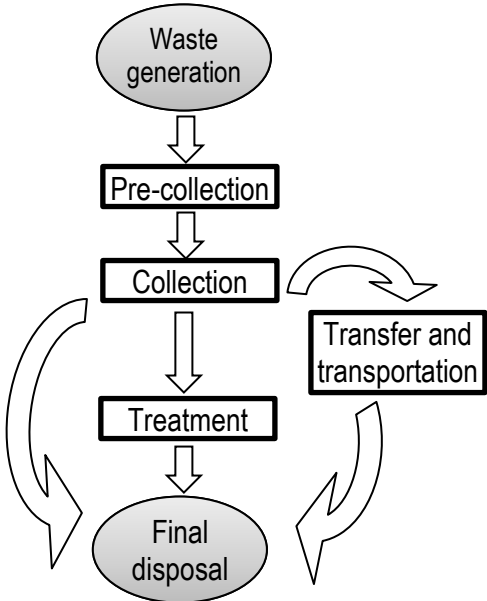 Waste
generation
Pre-collection
Collection
Transfer and
transportation
Treatment
Final
disposal